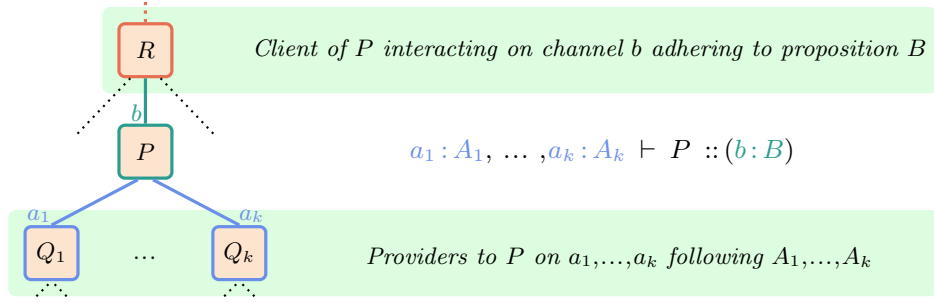 R
Client of P interacting on channel b adhering to proposition B
b
P
a₁ : A₁, ... ,aₖ : Aₖ ⊢ P :: (b : B)
a₁
aₖ
Q₁
...
Qₖ
Providers to P on a₁,...,aₖ following A₁,...,Aₖ